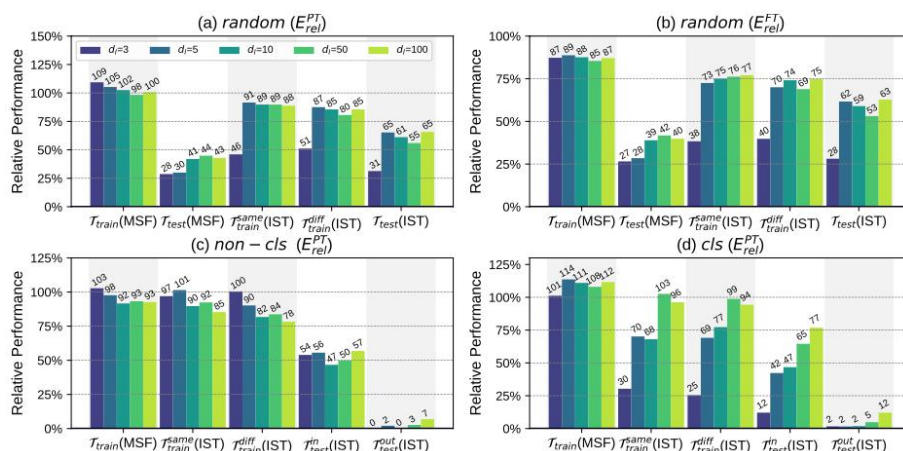 (a) random (E_rel^PT)
Relative Performance
150%
125%
100%
75%
50%
25%
0%
d_I=3 d_I=5 d_I=10 d_I=50 d_I=100
109 105 102 98 100
28 30 41 44 43
46 91 89 89 88
51 87 85 80 85
31 65 61 55 65
T_train(MSF) T_test(MSF) T_train^same(IST) T_train^diff(IST) T_test(IST)
(b) random (E_rel^FT)
Relative Performance
100%
75%
50%
25%
0%
87 89 88 85 87
27 28 39 42 40
38 73 75 76 77
40 70 74 69 75
28 62 59 53 63
T_train(MSF) T_test(MSF) T_train^same(IST) T_train^diff(IST) T_test(IST)
(c) non − cls (E_rel^PT)
Relative Performance
125%
100%
75%
50%
25%
0%
103 98 92 93 93
97 101 90 92 85
100 90 82 84 78
54 56 47 50 57
0 2 0 3 7
T_train(MSF) T_train^same(IST) T_train^diff(IST) T_test^in(IST) T_test^out(IST)
(d) cls (E_rel^PT)
Relative Performance
125%
100%
75%
50%
25%
0%
101 114 111 108 112
30 70 68 103 96
25 69 77 99 94
12 42 47 65 77
2 2 2 5 12
T_train(MSF) T_train^same(IST) T_train^diff(IST) T_test^in(IST) T_test^out(IST)